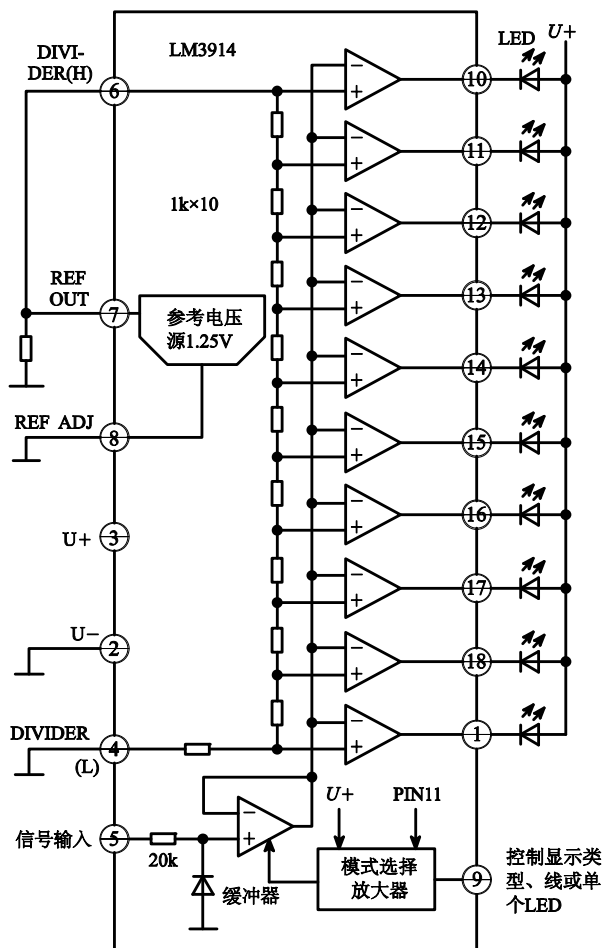 DIVI-
DER(H)
LM3914
LED
U+
6
10
11
1k×10
12
REF
OUT
7
参考电压
源1.25V
13
14
REF ADJ
8
15
16
U+
3
17
U−
2
18
DIVIDER
(L)
4
1
信号输入
5
20k
缓冲器
U+
PIN11
模式选择
放大器
9
控制显示类
型、线或单
个LED
− +
− +
− +
− +
− +
− +
− +
− +
− +
− +
− +